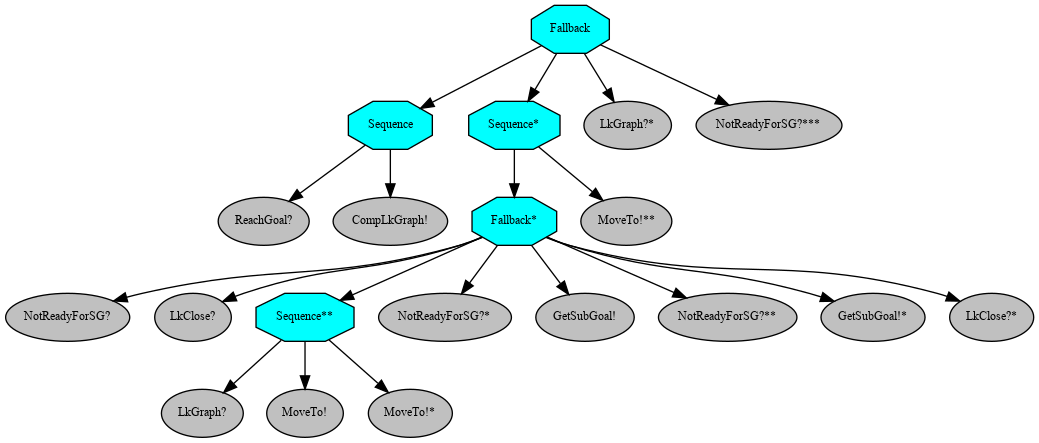 Fallback
Sequence
Sequence*
LkGraph?*
NotReadyForSG?***
ReachGoal?
CompLkGraph!
Fallback*
MoveTo!**
NotReadyForSG?
LkClose?
Sequence**
NotReadyForSG?*
GetSubGoal!
NotReadyForSG?**
GetSubGoal!*
LkClose?*
LkGraph?
MoveTo!
MoveTo!*